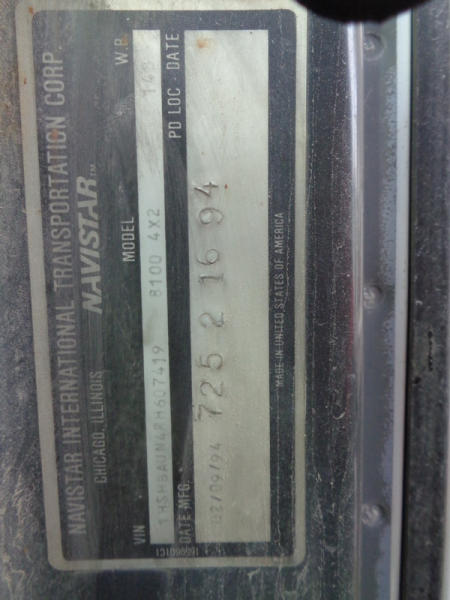 NAVISTAR INTERNATIONAL TRANSPORTATION CORP.
CHICAGO, ILLINOIS NAVISTAR™
VIN MODEL W.B.
8100 4X2
DATE MFG. PD LOC DATE
02/09/94 725 2 16 94
MADE IN UNITED STATES OF AMERICA